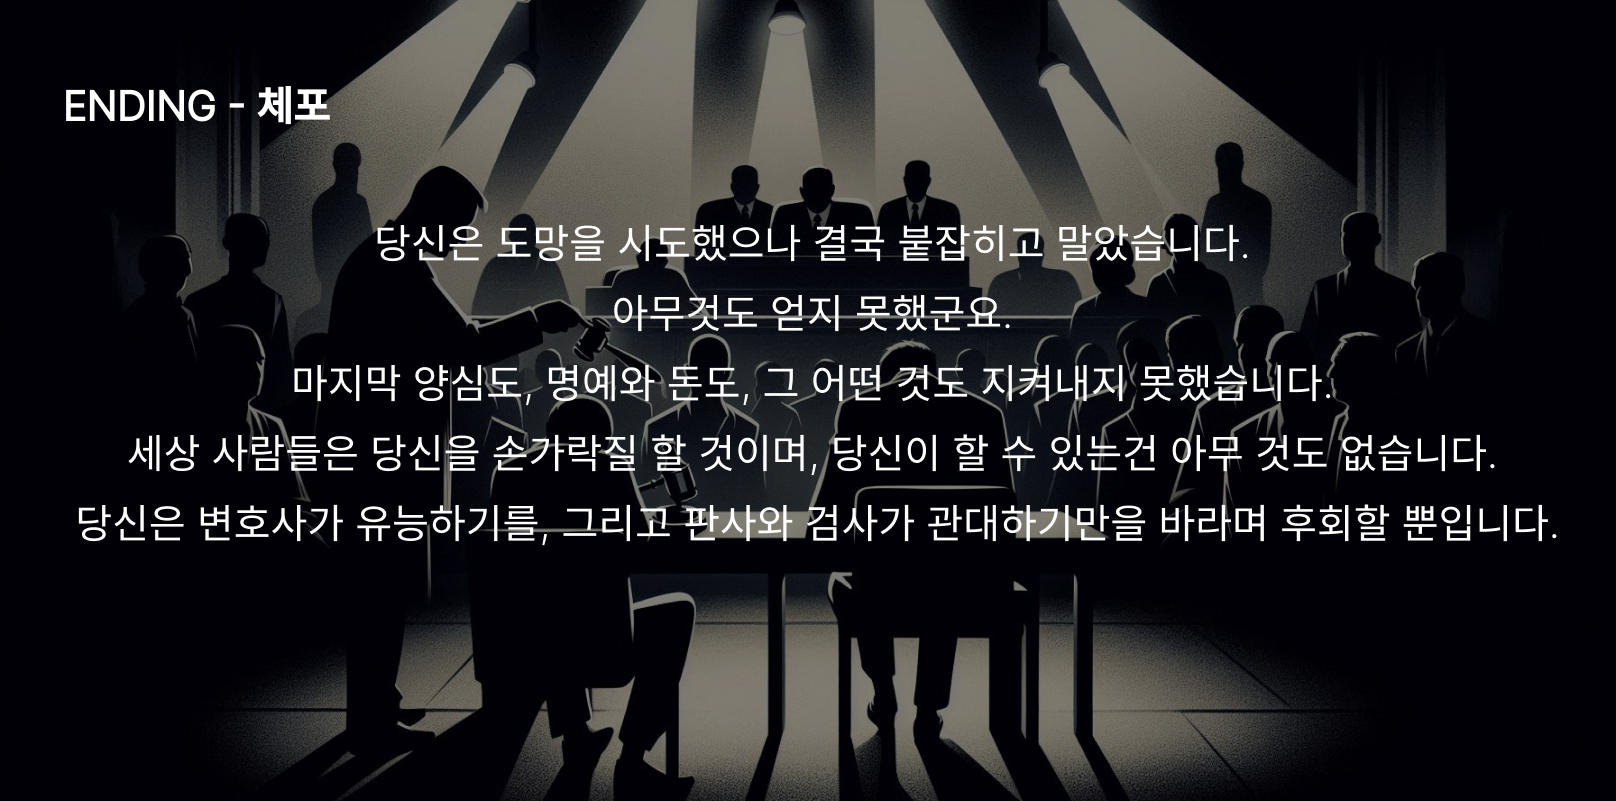 ENDING - 체포
당신은 도망을 시도했으나 결국 붙잡히고 말았습니다.
아무것도 얻지 못했군요.
마지막 양심도, 명예와 돈도, 그 어떤 것도 지켜내지 못했습니다.
세상 사람들은 당신을 손가락질 할 것이며, 당신이 할 수 있는건 아무 것도 없습니다.
당신은 변호사가 유능하기를, 그리고 판사와 검사가 관대하기만을 바라며 후회할 뿐입니다.